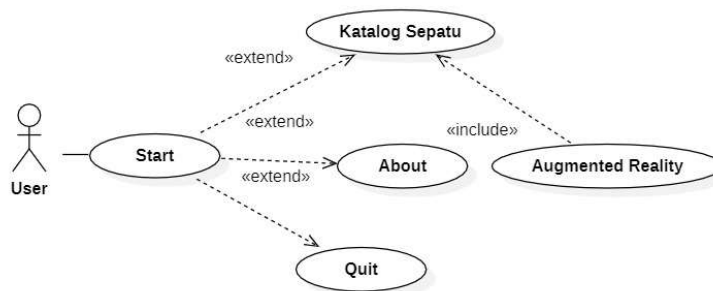 Katalog Sepatu
«extend»
«extend»
«include»
Start
About
Augmented Reality
«extend»
User
Quit